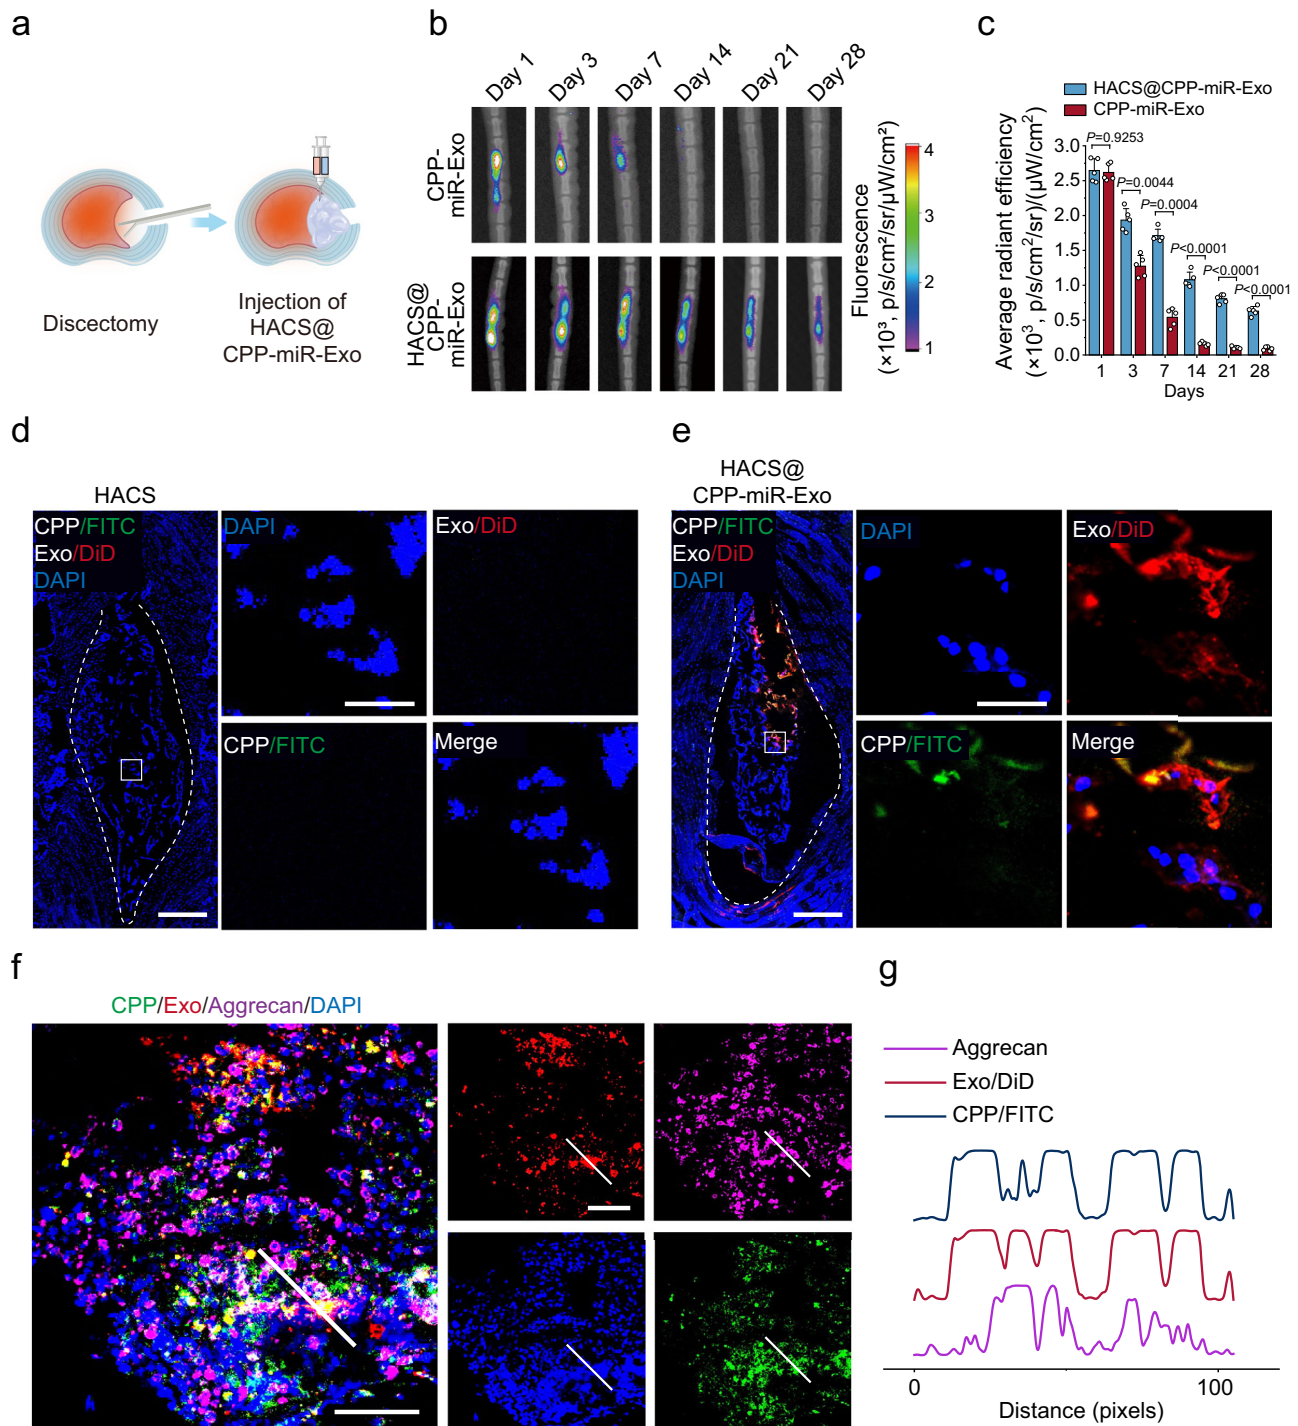 a
Discectomy
Injection of
HACS@
CPP-miR-Exo
b
Day 1
Day 3
Day 7
Day 14
Day 21
Day 28
CPP-
miR-Exo
HACS@
CPP-
miR-Exo
4
3
2
1
Fluorescence
(×10³, p/s/cm²/sr/μW/cm²)
c
HACS@CPP-miR-Exo
CPP-miR-Exo
Average radiant efficiency
(×10³, p/s/cm²/sr)/(μW/cm²)
3.0
2.5
2.0
1.5
1.0
0.5
0.0
P=0.9253
P=0.0044
P=0.0004
P<0.0001
P<0.0001
P<0.0001
1 3 7 14 21 28
Days
d
HACS
CPP/FITC
Exo/DiD
DAPI
DAPI
Exo/DiD
CPP/FITC
Merge
e
HACS@
CPP-miR-Exo
CPP/FITC
Exo/DiD
DAPI
DAPI
Exo/DiD
CPP/FITC
Merge
f
CPP/Exo/Aggrecan/DAPI
g
Aggrecan
Exo/DiD
CPP/FITC
0 100
Distance (pixels)